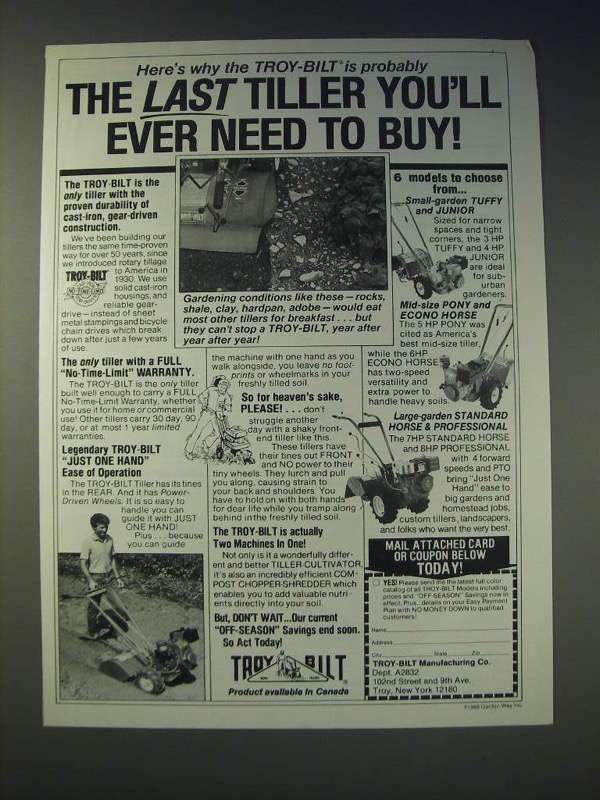 Here's why the TROY-BILT® is probably
THE LAST TILLER YOU'LL
EVER NEED TO BUY!
The TROY-BILT is the
only tiller with the
proven durability of
cast-iron, gear-driven
construction.
We've been building our
tillers the same time-proven
way for over 50 years, since
we introduced rotary tillage
TROY-BILT
NO-TIME-LIMIT
to America in
1930. We use
solid cast-iron
housings, and
reliable gear-
drive — instead of sheet
metal stampings and bicycle
chain drives which break
down after just a few years
of use.
The only tiller with a FULL
"No-Time-Limit" WARRANTY.
The TROY-BILT is the only tiller
built well enough to carry a FULL
No-Time-Limit Warranty, whether
you use it for home or commercial
use! Other tillers carry 30 day, 90
day, or at most 1 year limited
warranties.
Legendary TROY-BILT
"JUST ONE HAND"
Ease of Operation
The TROY-BILT Tiller has its tines
in the REAR. And it has Power-
Driven Wheels. It is so easy to
handle you can
guide it with JUST
ONE HAND!
Plus . . . because
you can guide
Gardening conditions like these — rocks,
shale, clay, hardpan, adobe — would eat
most other tillers for breakfast . . . but
they can't stop a TROY-BILT, year after
year after year!
the machine with one hand as you
walk alongside, you leave no foot-
prints or wheelmarks in your
freshly tilled soil.
So for heaven's sake,
PLEASE! . . . don't
struggle another
day with a shaky front-
end tiller like this.
These tillers have
their tines out FRONT
and NO power to their
tiny wheels. They lurch and pull
you along, causing strain to
your back and shoulders. You
have to hold on with both hands
for dear life while you tramp along
behind in the freshly tilled soil.
The TROY-BILT is actually
Two Machines In One!
Not only is it a wonderfully differ-
ent and better TILLER-CULTIVATOR,
it's also an incredibly efficient COM-
POST CHOPPER-SHREDDER which
enables you to add valuable nutri-
ents directly into your soil.
But, DON'T WAIT...Our current
"OFF-SEASON" Savings end soon.
So Act Today!
TROY BILT
Product available in Canada
6 models to choose
from...
Small-garden TUFFY
and JUNIOR
Sized for narrow
spaces and tight
corners, the 3 HP
TUFFY and 4 HP
JUNIOR
are ideal
for sub-
urban
gardeners.
Mid-size PONY and
ECONO HORSE
The 5 HP PONY was
cited as America's
best mid-size tiller,
while the 6HP
ECONO HORSE
has two-speed
versatility and
extra power to
handle heavy soils.
Large-garden STANDARD
HORSE & PROFESSIONAL
The 7HP STANDARD HORSE
and 8HP PROFESSIONAL
with 4 forward
speeds and PTO
bring "Just One
Hand" ease to
big gardens and
homestead jobs,
custom tillers, landscapers,
and folks who want the very best.
MAIL ATTACHED CARD
OR COUPON BELOW
TODAY!
YES! Please send me the latest full color
catalog of all TROY-BILT Models including
prices and "OFF-SEASON" Savings now in
effect. Plus...details on your Easy Payment
Plan with NO MONEY DOWN to qualified
customers!
Name
Address
City State Zip
TROY-BILT Manufacturing Co.
Dept. A2832
102nd Street and 9th Ave.
Troy, New York 12180
Garden Way Inc.